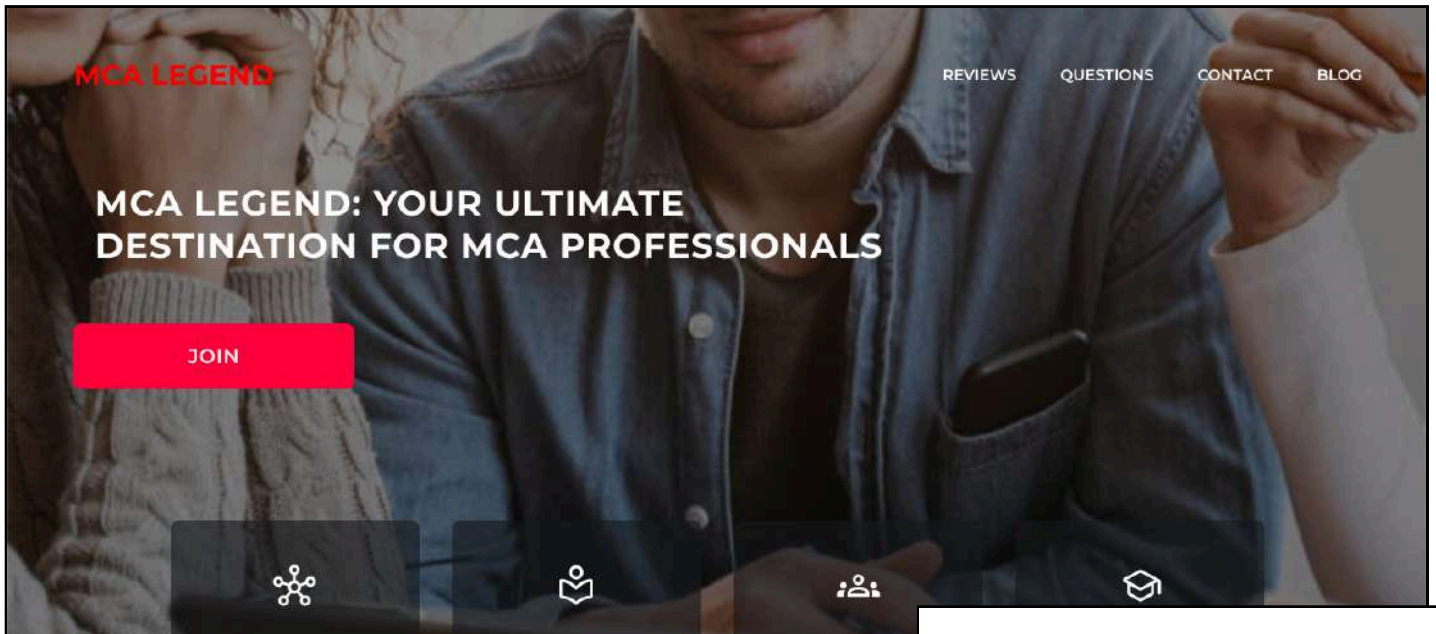 MCA LEGEND
REVIEWS QUESTIONS CONTACT BLOG
MCA LEGEND: YOUR ULTIMATE
DESTINATION FOR MCA PROFESSIONALS
JOIN